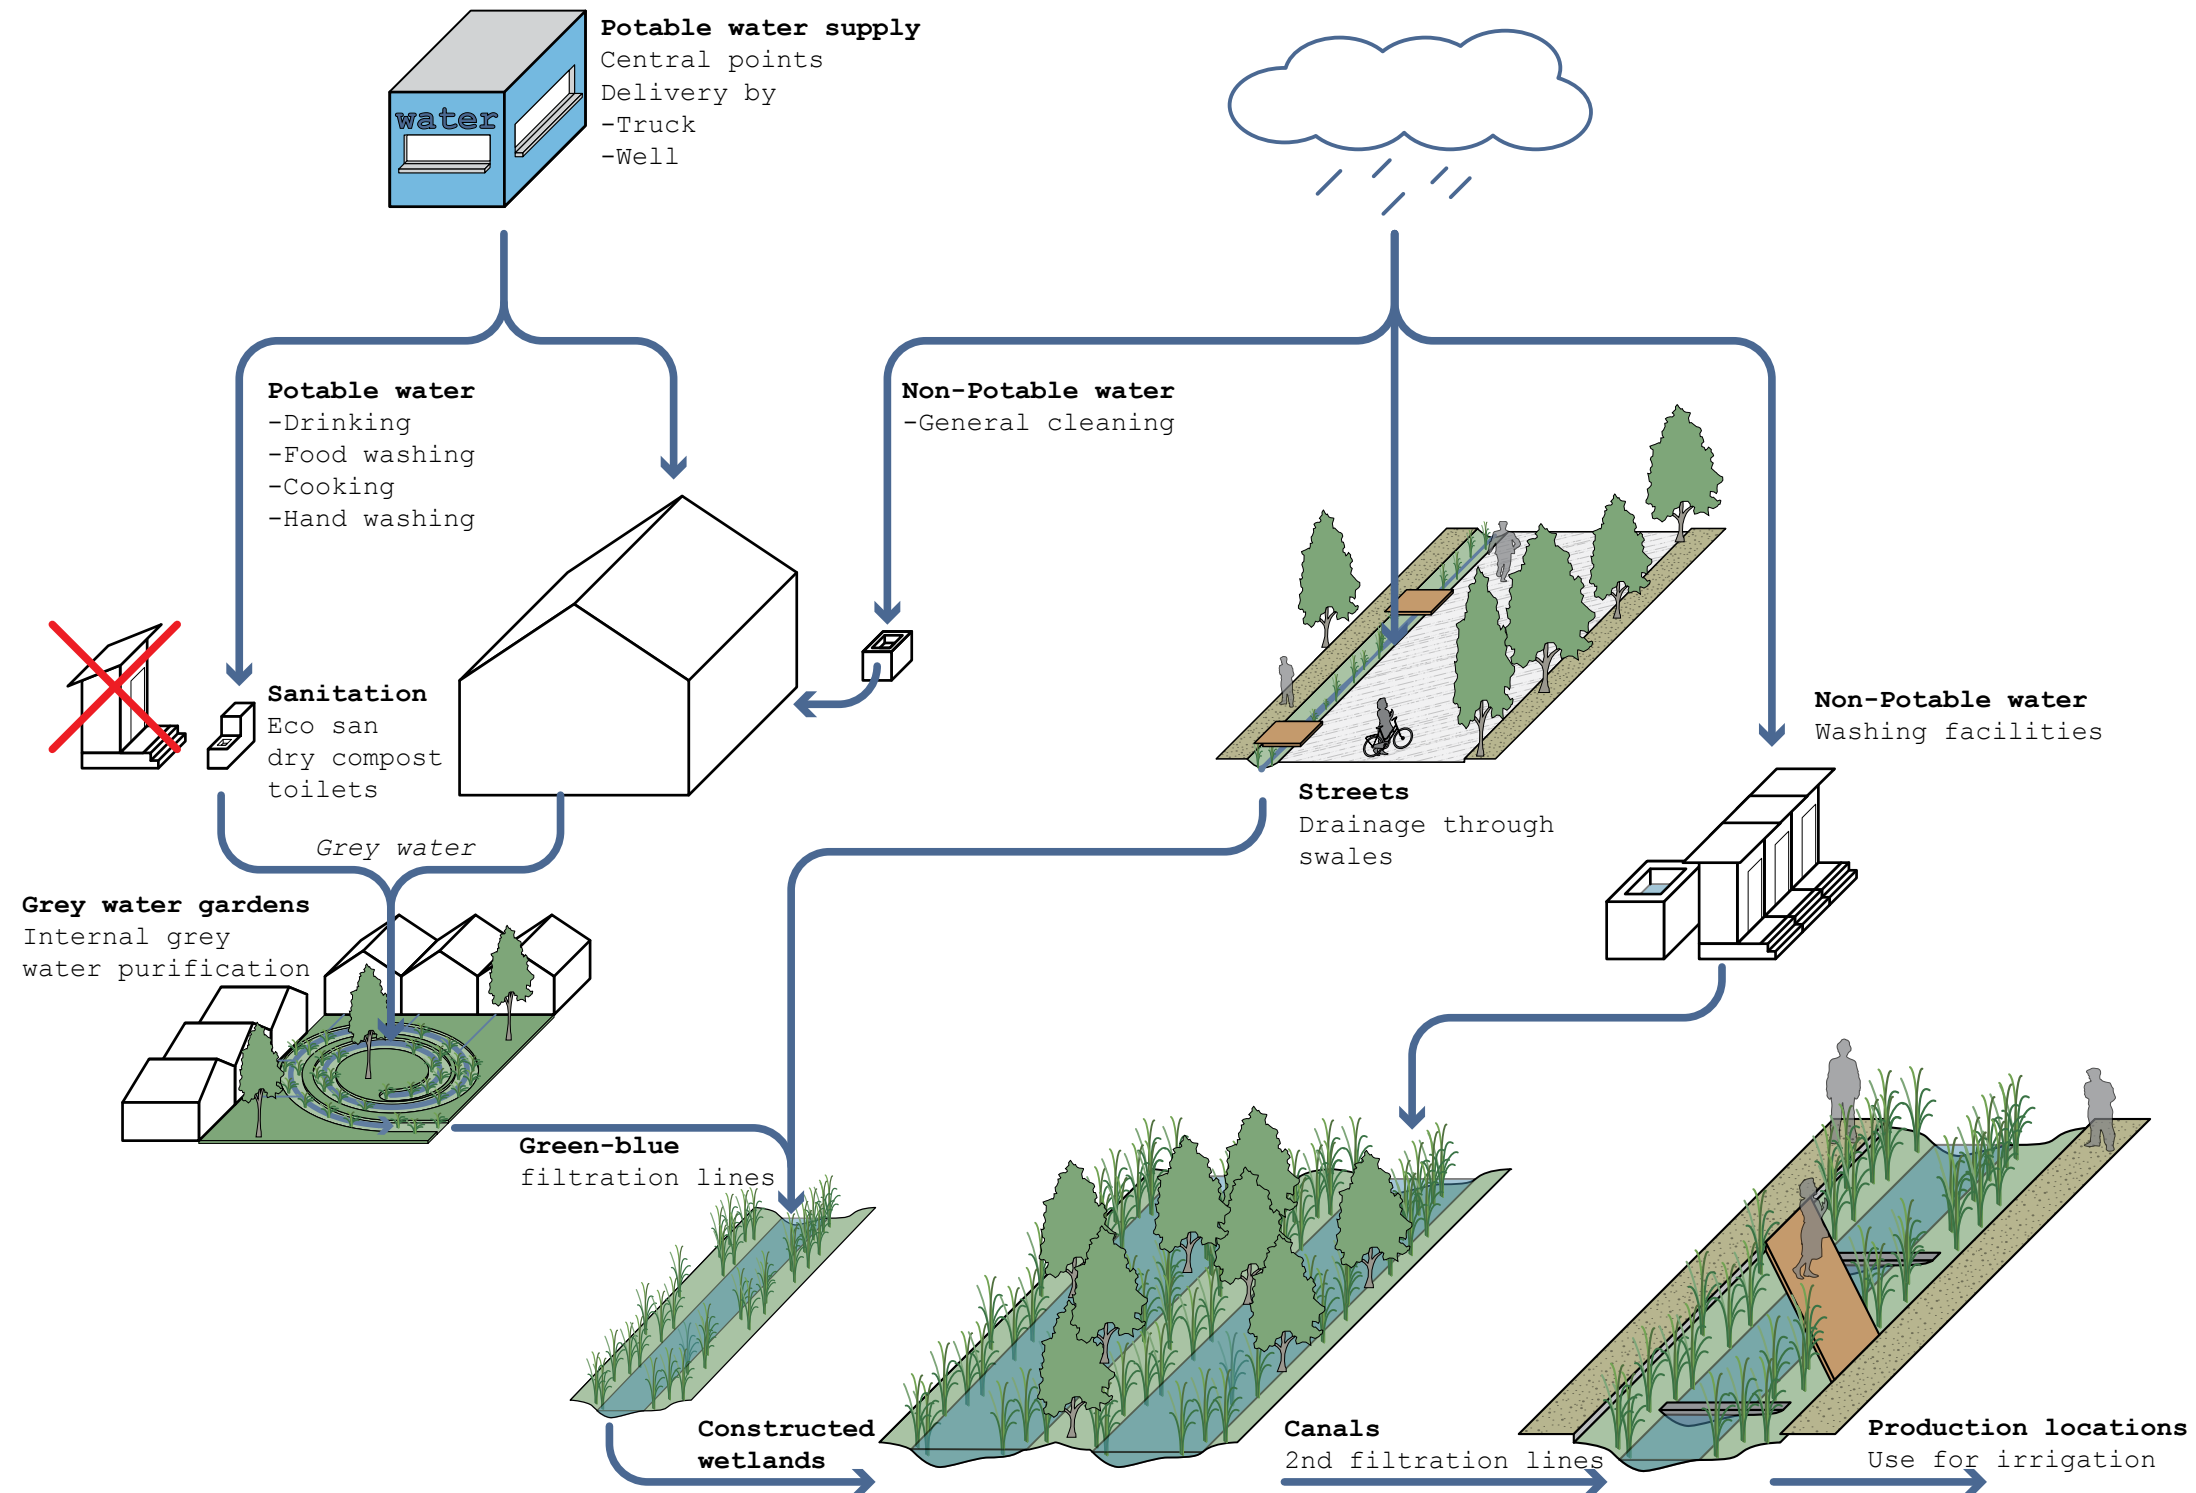 Potable water supply
Central points
Delivery by
-Truck
-Well
water
Potable water
-Drinking
-Food washing
-Cooking
-Hand washing
Non-Potable water
-General cleaning
Sanitation
Eco san
dry compost
toilets
Non-Potable water
Washing facilities
Streets
Drainage through
swales
Grey water
Grey water gardens
Internal grey
water purification
Green-blue
filtration lines
Constructed
wetlands
Canals
2nd filtration lines
Production locations
Use for irrigation